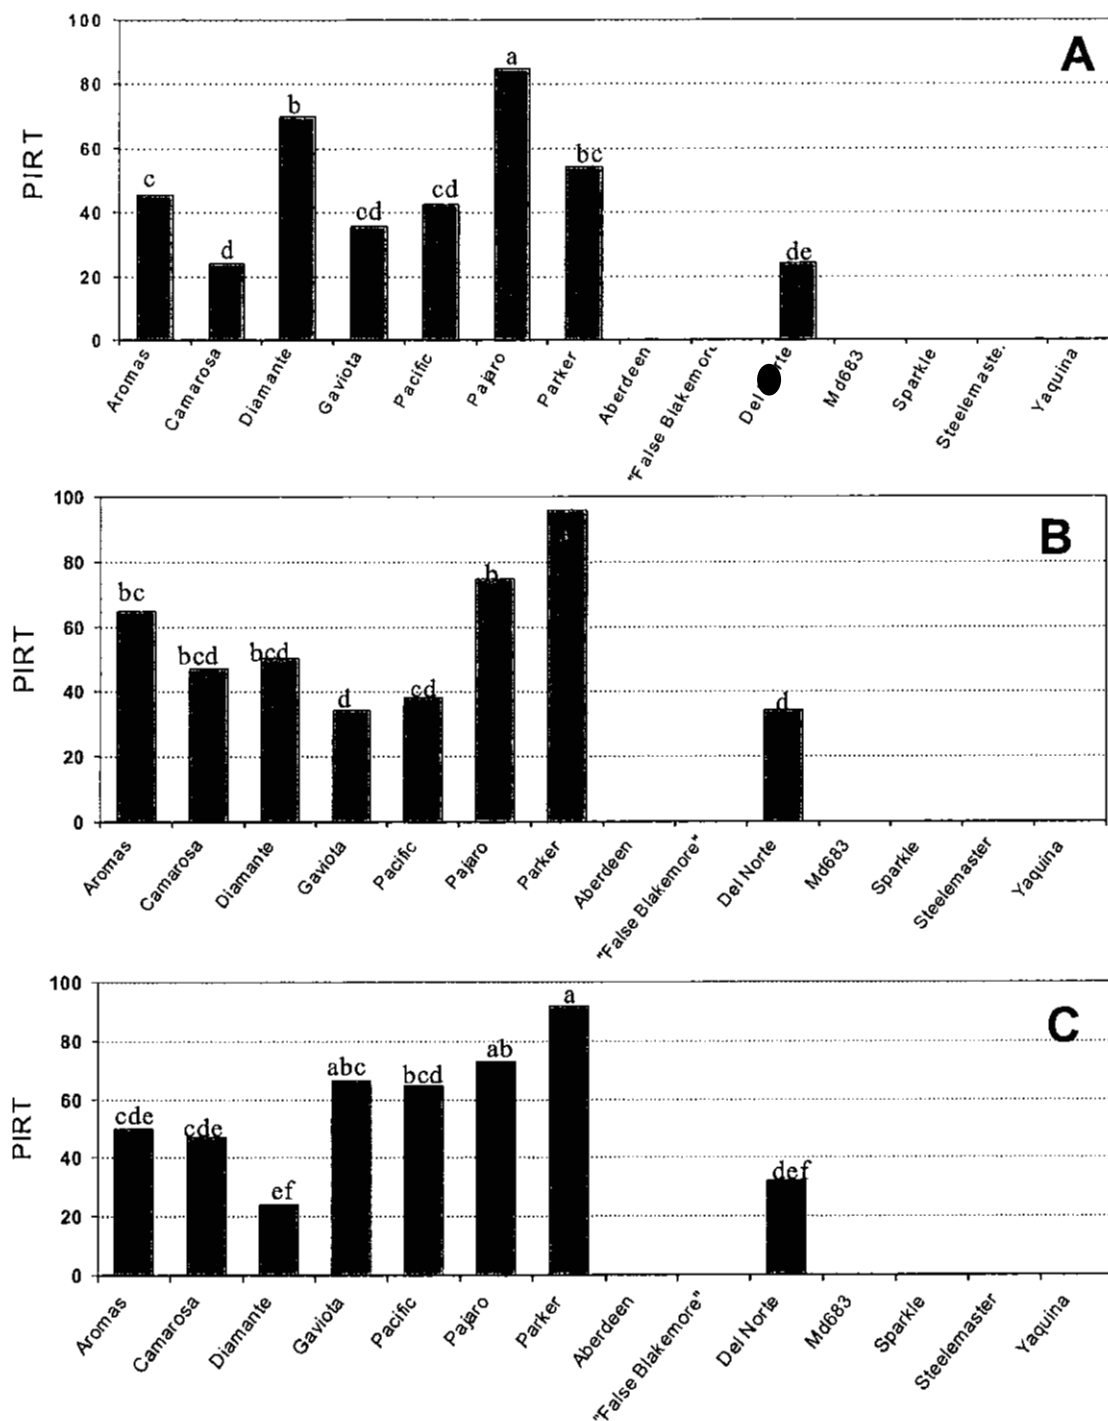 A
PIRT
100
80
60
40
20
0
c
d
b
cd
cd
a
bc
de
Aromas
Camarosa
Diamante
Gaviota
Pacific
Pajaro
Parker
Aberdeen
"False Blakemore
Del
Md683
Sparkle
Yaquina
B
PIRT
100
80
60
40
20
0
bc
bcd
bcd
d
cd
b
d
Aromas
Camarosa
Diamante
Gaviota
Pacific
Pajaro
Parker
Aberdeen
"False Blakemore"
Del Norte
Md683
Sparkle
Steelemaster
Yaquina
C
PIRT
100
80
60
40
20
0
cde
cde
ef
abc
bcd
ab
a
def
Aromas
Camarosa
Diamante
Gaviota
Pacific
Pajaro
Parker
Aberdeen
"False Blakemore"
Del Norte
Md683
Sparkle
Steelemaster
Yaquina